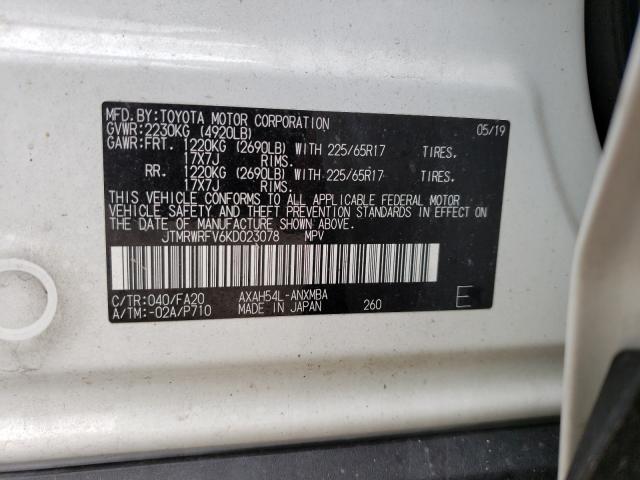 MFD.BY:TOYOTA MOTOR CORPORATION 05/19
GVWR:2230KG (4920LB)
GAWR:FRT. 1220KG (2690LB) WITH 225/65R17 TIRES.
17X7J RIMS.
RR. 1220KG (2690LB) WITH 225/65R17 TIRES.
17X7J RIMS.
THIS VEHICLE CONFORMS TO ALL APPLICABLE FEDERAL MOTOR
VEHICLE SAFETY AND THEFT PREVENTION STANDARDS IN EFFECT ON
THE DATE OF MANUFACTURE SHOWN ABOVE.
JTMRWRFV6KD023078 MPV
C/TR:040/FA20 AXAH54L-ANXMBA
A/TM:-02A/P710 MADE IN JAPAN 260 E